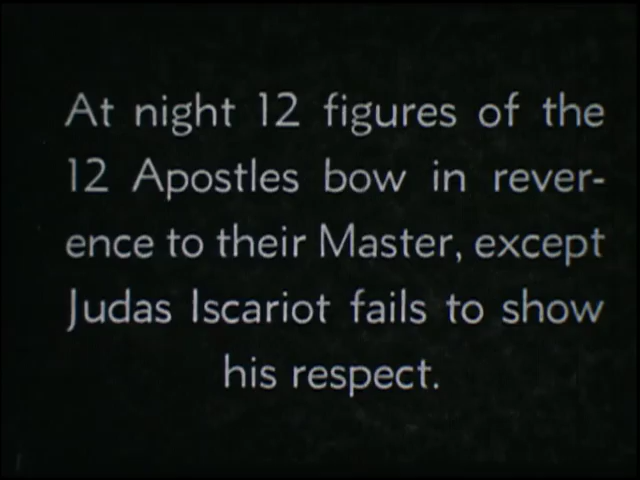 At night 12 figures of the
12 Apostles bow in rever-
ence to their Master, except
Judas Iscariot fails to show
his respect.